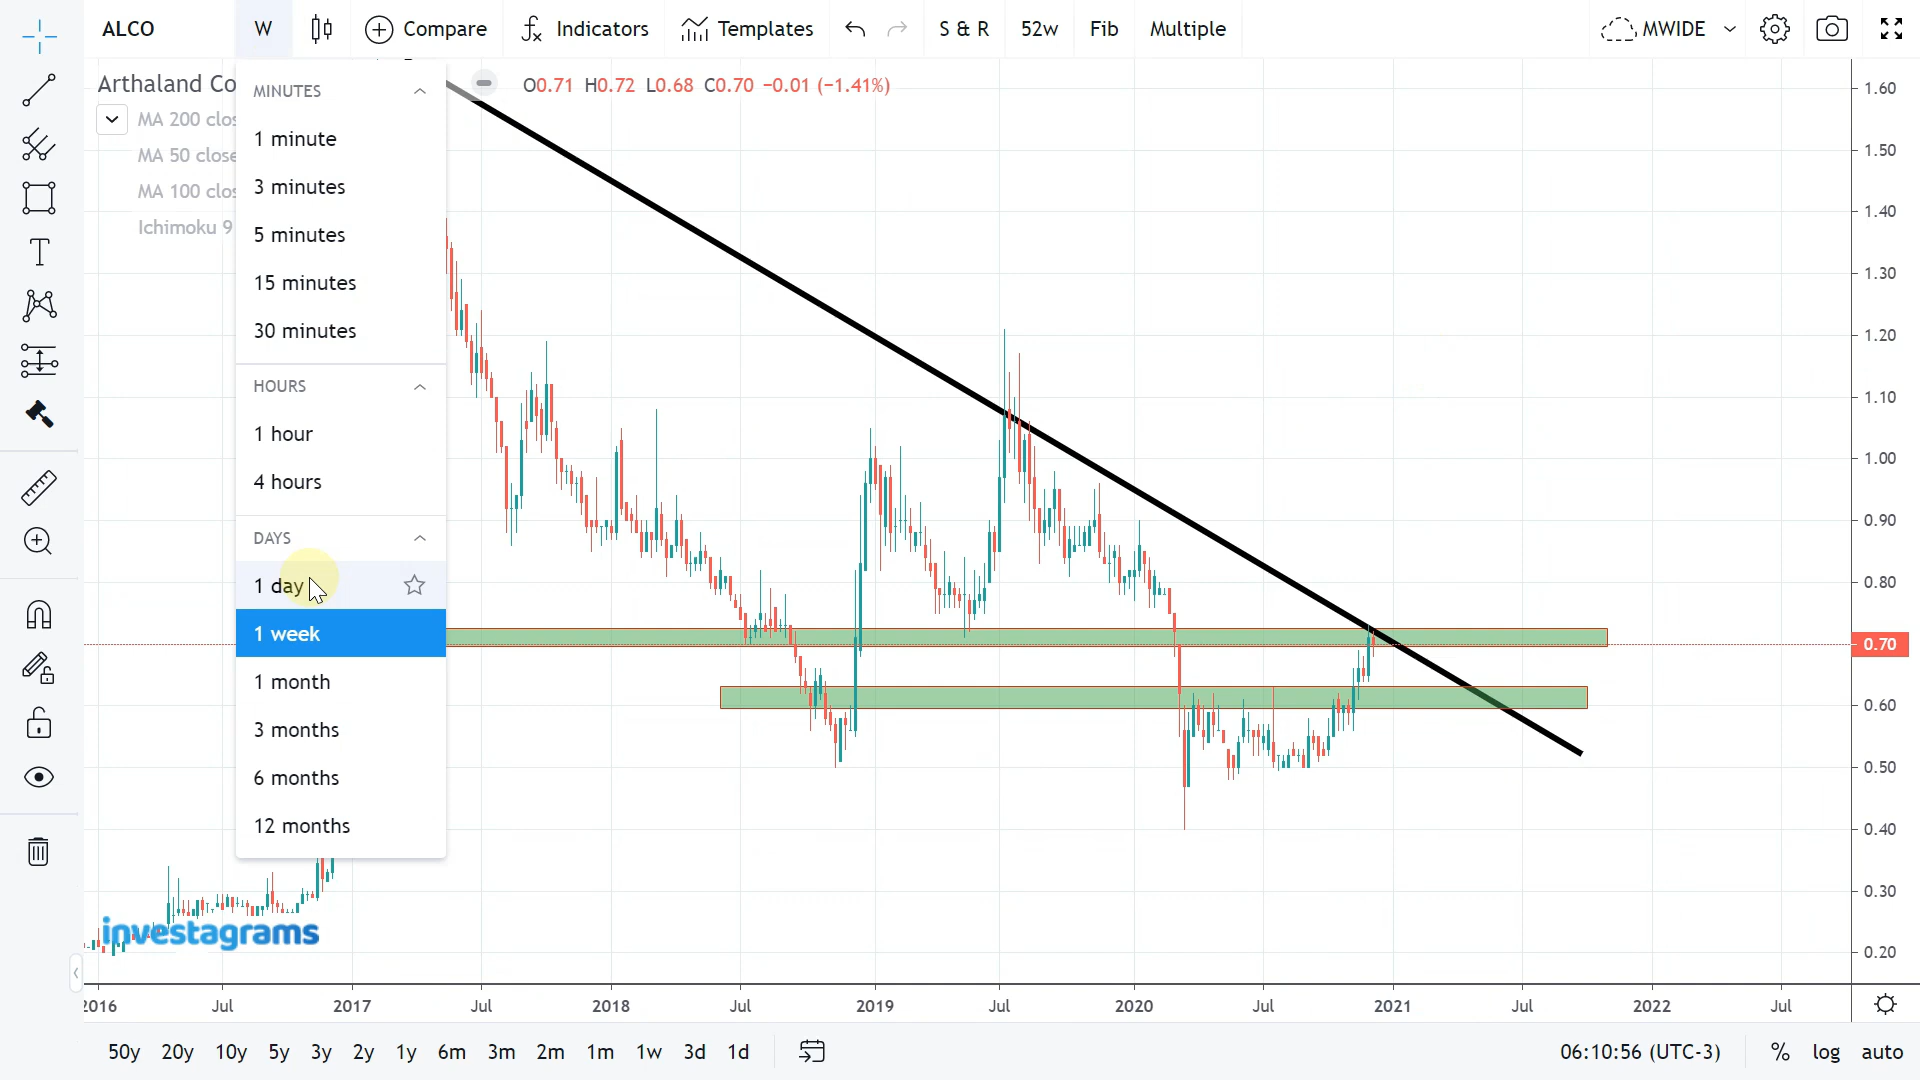 ALCO W Compare Indicators Templates S & R 52w Fib Multiple MWIDE
Arthaland Co O0.71 H0.72 L0.68 C0.70 −0.01 (−1.41%)
MA 200 clos
MA 50 close
MA 100 clos
Ichimoku 9
MINUTES
1 minute
3 minutes
5 minutes
15 minutes
30 minutes
HOURS
1 hour
4 hours
DAYS
1 day
1 week
1 month
3 months
6 months
12 months
1.60
1.50
1.40
1.30
1.20
1.10
1.00
0.90
0.80
0.70
0.60
0.50
0.40
0.30
0.20
investagrams
2016 Jul 2017 Jul 2018 Jul 2019 Jul 2020 Jul 2021 Jul 2022 Jul
50y 20y 10y 5y 3y 2y 1y 6m 3m 2m 1m 1w 3d 1d 06:10:56 (UTC-3) % log auto